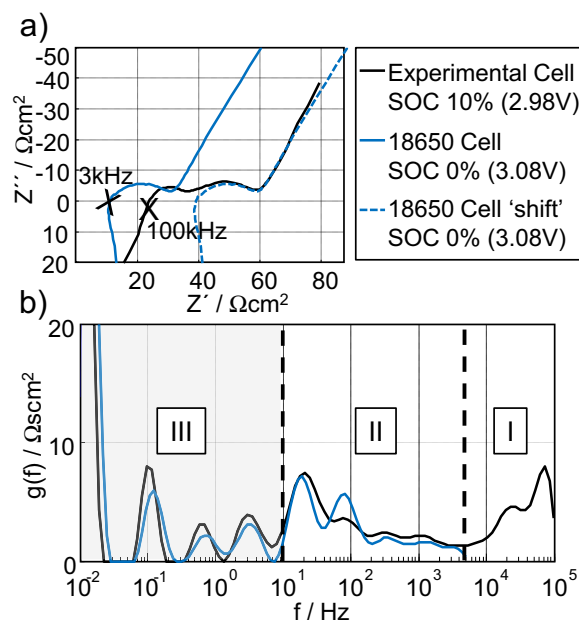 a)
-50
-40
-30
-20
-10
0
10
20
Z´´ / Ωcm²
3kHz
100kHz
20 40 60 80
Z´ / Ωcm²
Experimental Cell
SOC 10% (2.98V)
18650 Cell
SOC 0% (3.08V)
18650 Cell ‘shift’
SOC 0% (3.08V)
b)
20
10
0
g(f) / Ωscm²
III II I
10⁻² 10⁻¹ 10⁰ 10¹ 10² 10³ 10⁴ 10⁵
f / Hz